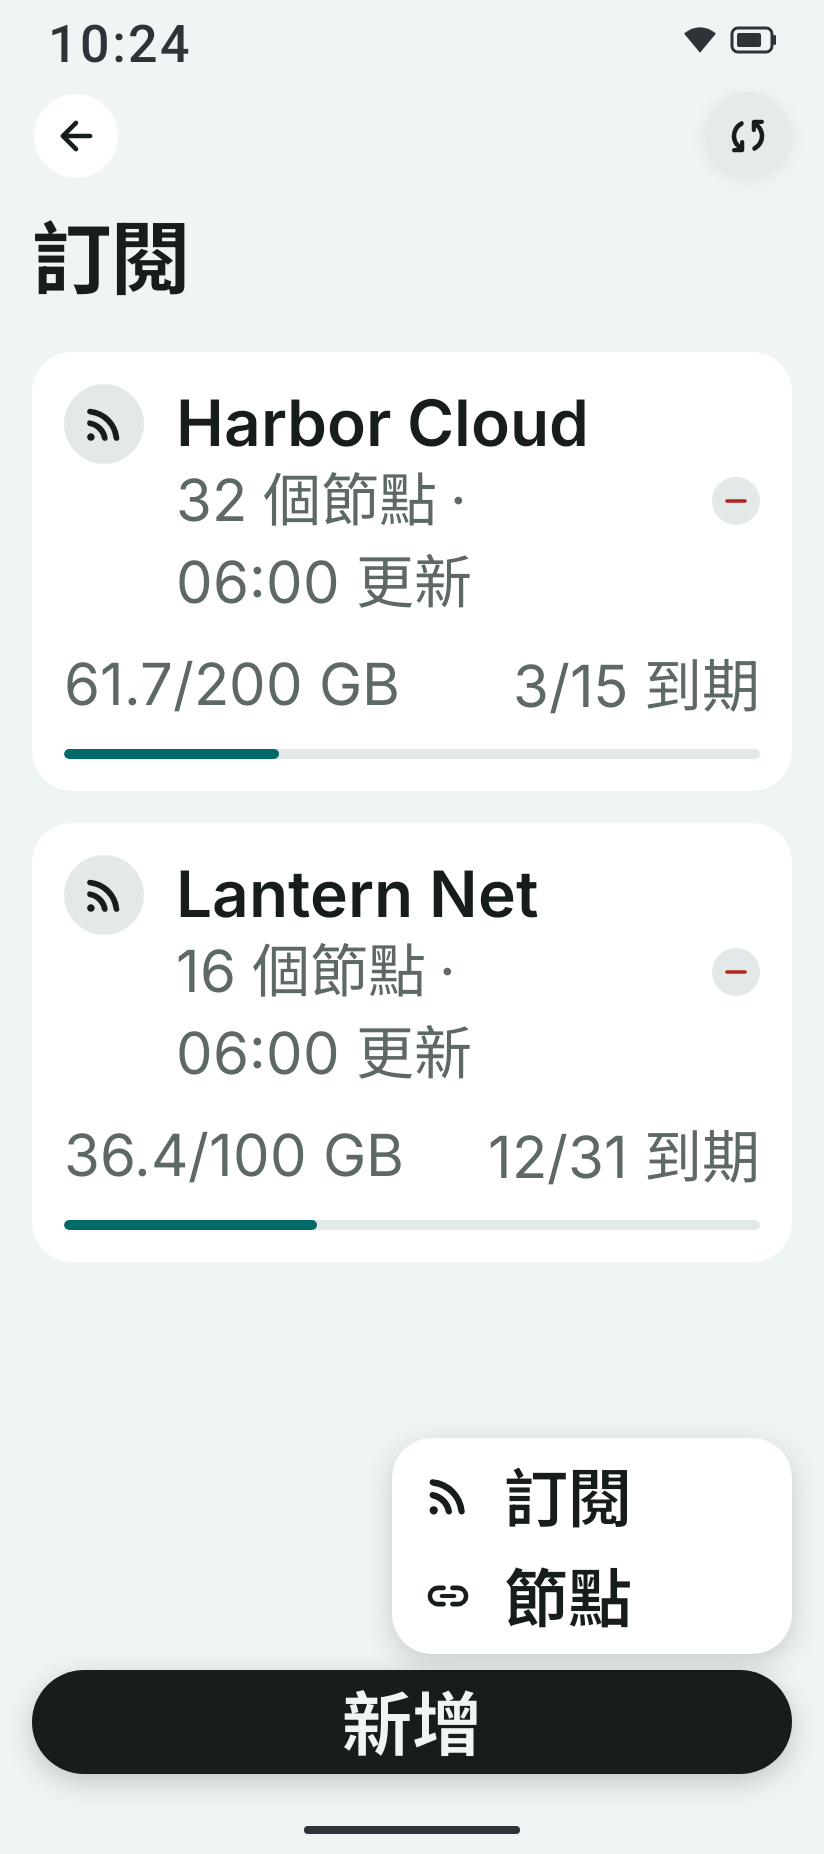 10:24
訂閱
Harbor Cloud
32 個節點 ·
06:00 更新
61.7/200 GB
3/15 到期
Lantern Net
16 個節點 ·
06:00 更新
36.4/100 GB
12/31 到期
訂閱
節點
新增